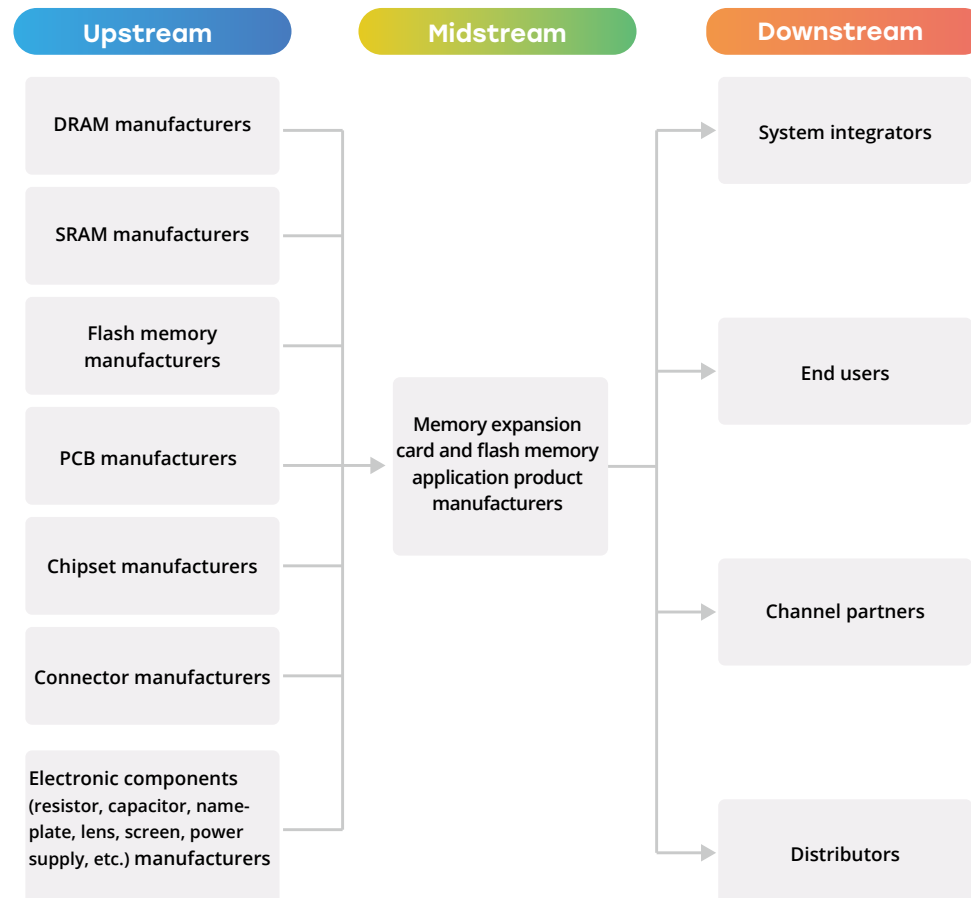 Upstream
Midstream
Downstream
DRAM manufacturers
SRAM manufacturers
Flash memory
manufacturers
PCB manufacturers
Chipset manufacturers
Connector manufacturers
Electronic components
(resistor, capacitor, name-
plate, lens, screen, power
supply, etc.) manufacturers
Memory expansion
card and flash memory
application product
manufacturers
System integrators
End users
Channel partners
Distributors